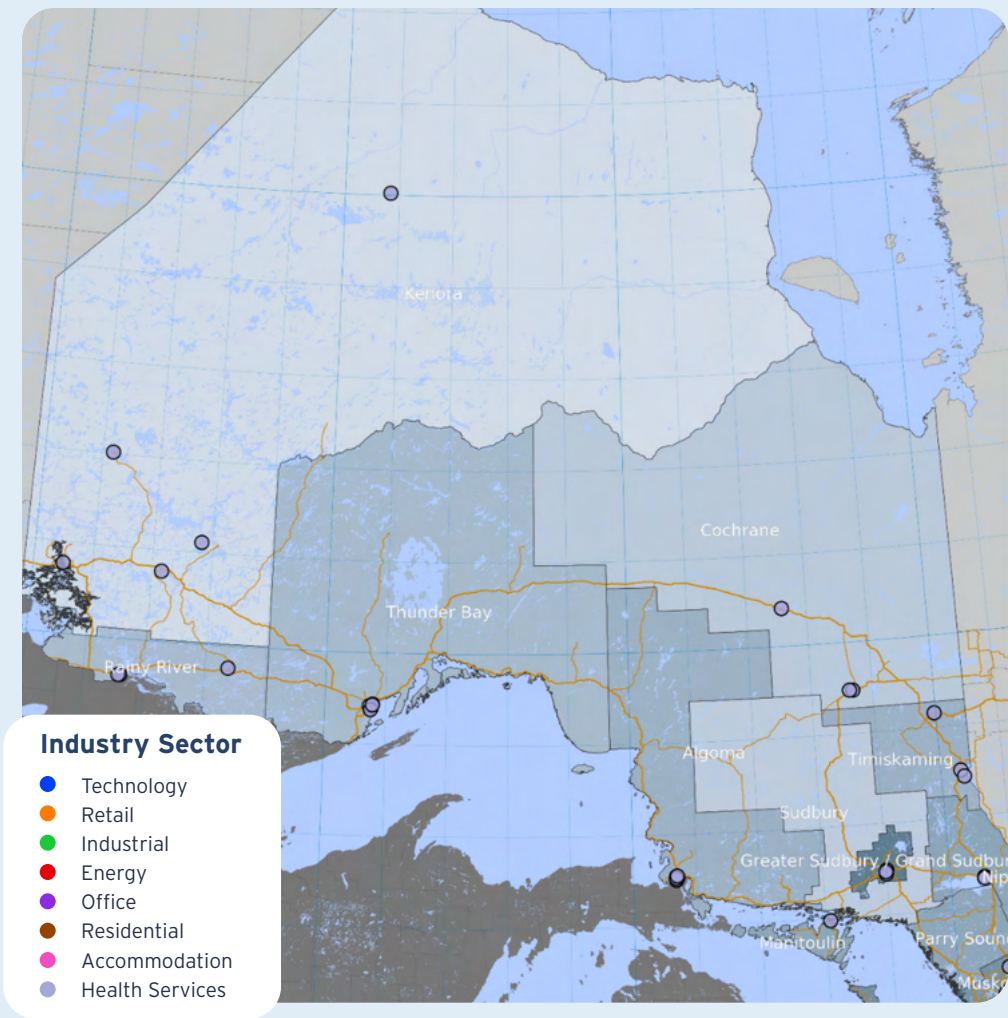 Kenora
Cochrane
Thunder Bay
Rainy River
Algoma
Timiskaming
Sudbury
Greater Sudbury / Grand Sudbur
Nip
Manitoulin
Parry Soun
Musko
Industry Sector
Technology
Retail
Industrial
Energy
Office
Residential
Accommodation
Health Services